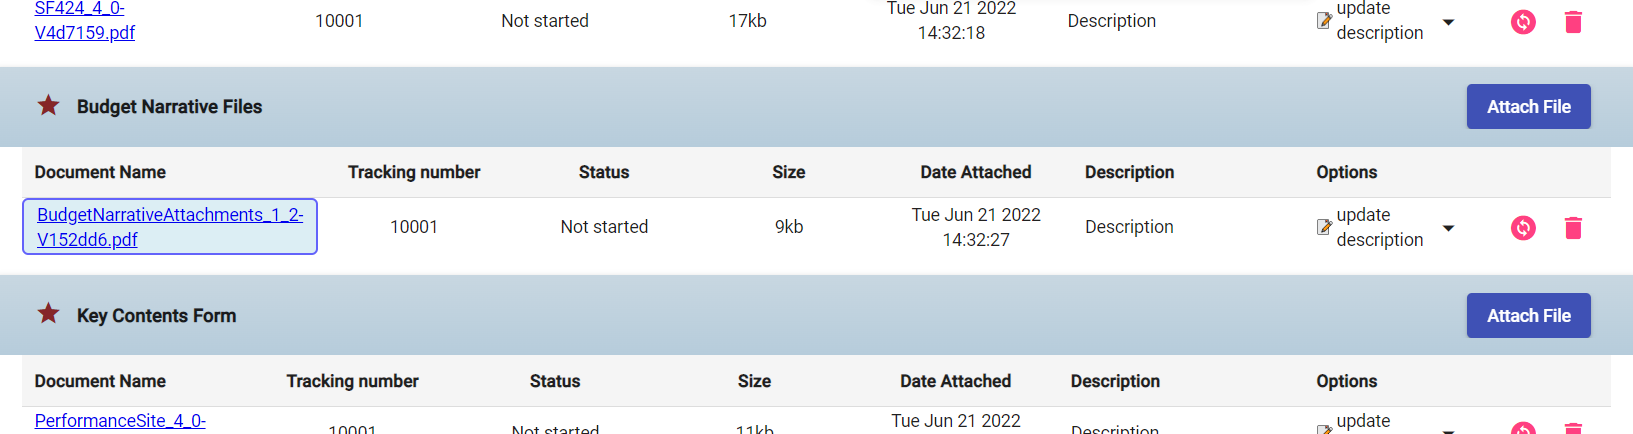 SF424_4_0-
V4d7159.pdf
10001
Not started
17kb
Tue Jun 21 2022
14:32:18
Description
update
description
Budget Narrative Files
Attach File
Document Name Tracking number Status Size Date Attached Description Options
BudgetNarrativeAttachments_1_2-
V152dd6.pdf
10001
Not started
9kb
Tue Jun 21 2022
14:32:27
Description
update
description
Key Contents Form
Attach File
Document Name Tracking number Status Size Date Attached Description Options
PerformanceSite_4_0-
10001
Not started
11kb
Tue Jun 21 2022
Description
update